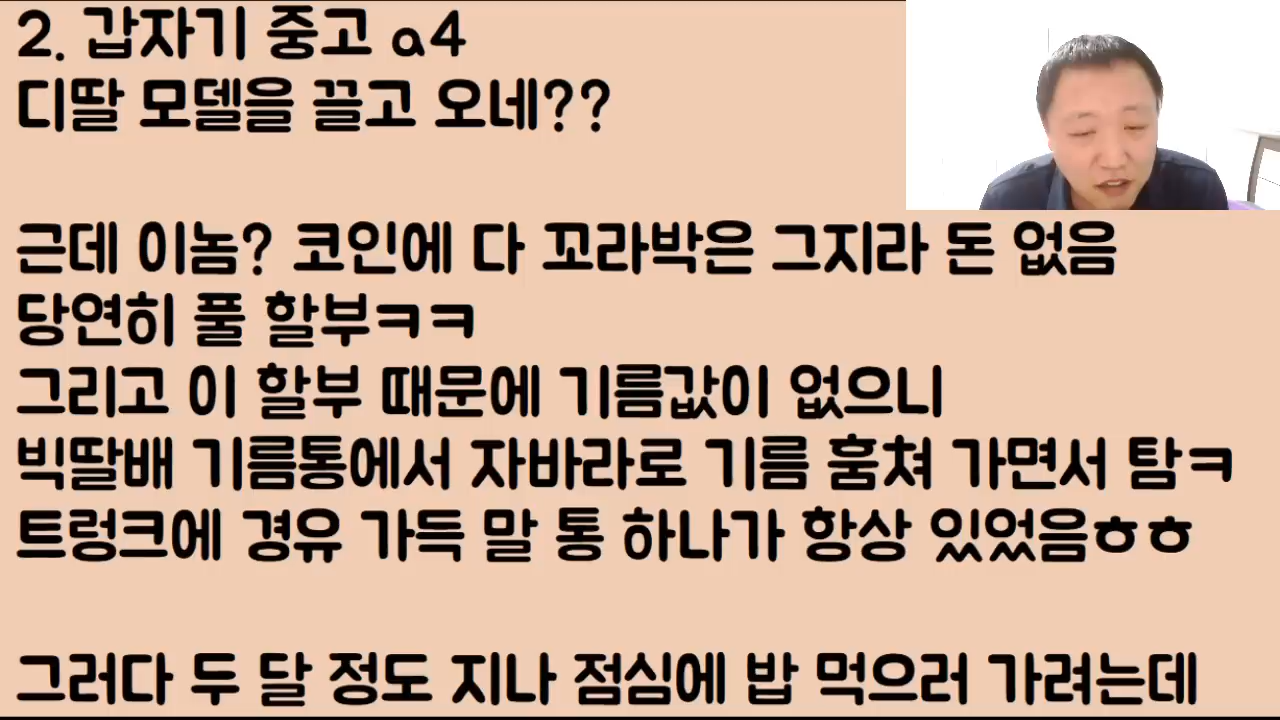 2. 갑자기 중고 a4
디딸 모델을 끌고 오네??
근데 이놈? 코인에 다 꼬라박은 그지라 돈 없음
당연히 풀 할부ㅋㅋ
그리고 이 할부 때문에 기름값이 없으니
빅딸배 기름통에서 자바라로 기름 훔쳐 가면서 탐ㅋ
트렁크에 경유 가득 말 통 하나가 항상 있었음ㅎㅎ
그러다 두 달 정도 지나 점심에 밥 먹으러 가려는데